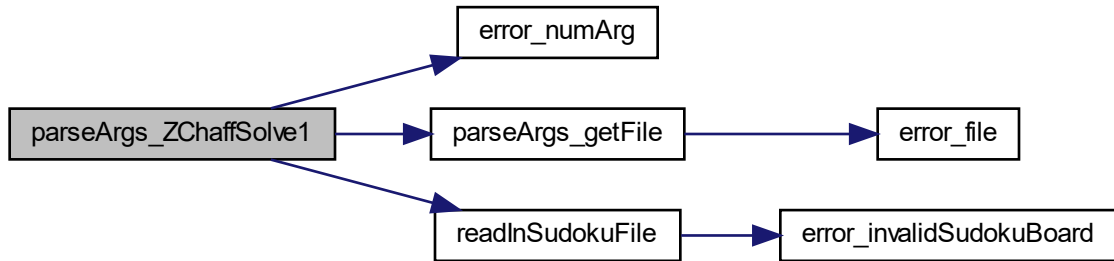 error_numArg
parseArgs_ZChaffSolve1
parseArgs_getFile
error_file
readInSudokuFile
error_invalidSudokuBoard